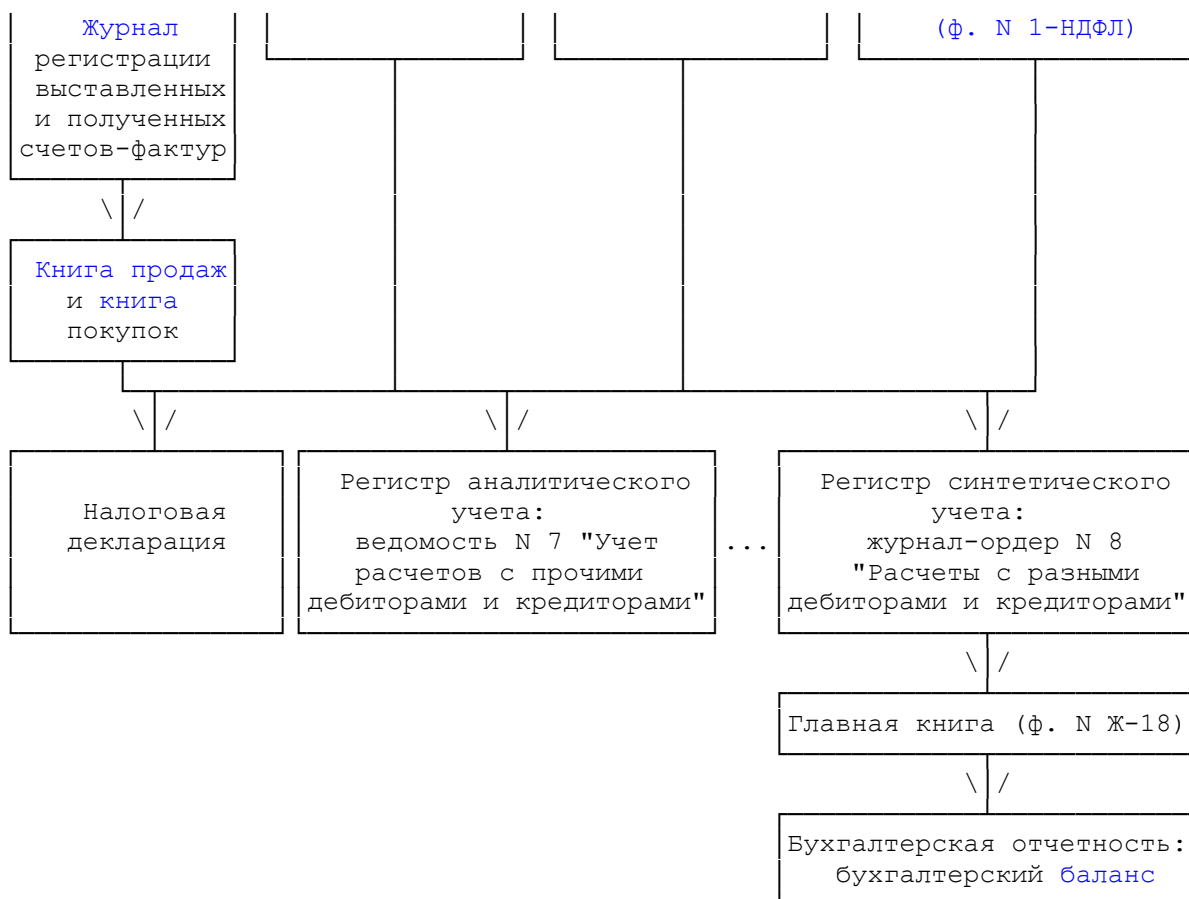 Журнал
регистрации
выставленных
и полученных
счетов-фактур
(ф. N 1-НДФЛ)
Книга продаж
и книга
покупок
Налоговая
декларация
Регистр аналитического
учета:
ведомость N 7 "Учет
расчетов с прочими
дебиторами и кредиторами"
...
Регистр синтетического
учета:
журнал-ордер N 8
"Расчеты с разными
дебиторами и кредиторами"
Главная книга (ф. N Ж-18)
Бухгалтерская отчетность:
бухгалтерский баланс